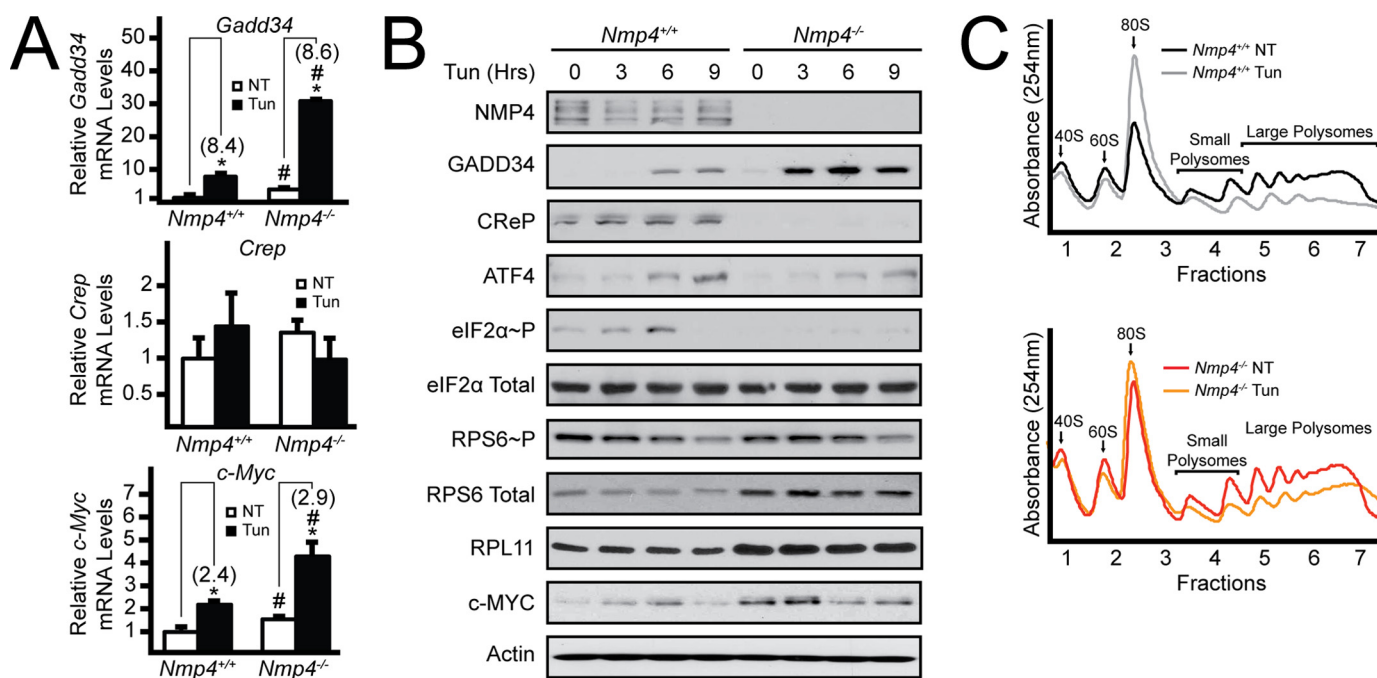 A
Gadd34
Relative Gadd34
mRNA Levels
50
40
30
20
10
1
NT
Tun
(8.4)
*
#
(8.6)
#
*
Nmp4+/+
Nmp4-/-
Crep
Relative Crep
mRNA Levels
2
1.5
1
0.5
NT
Tun
Nmp4+/+
Nmp4-/-
c-Myc
Relative c-Myc
mRNA Levels
7
6
5
4
3
2
1
NT
Tun
(2.4)
*
#
(2.9)
#
*
Nmp4+/+
Nmp4-/-
B
Nmp4+/+ Nmp4-/-
Tun (Hrs) 0 3 6 9 0 3 6 9
NMP4
GADD34
CReP
ATF4
eIF2α~P
eIF2α Total
RPS6~P
RPS6 Total
RPL11
c-MYC
Actin
C
Absorbance (254nm)
80S
Nmp4+/+ NT
Nmp4+/+ Tun
40S
60S
Small
Polysomes
Large Polysomes
1 2 3 4 5 6 7
Fractions
Absorbance (254nm)
80S
Nmp4-/- NT
Nmp4-/- Tun
40S
60S
Small
Polysomes
Large Polysomes
1 2 3 4 5 6 7
Fractions